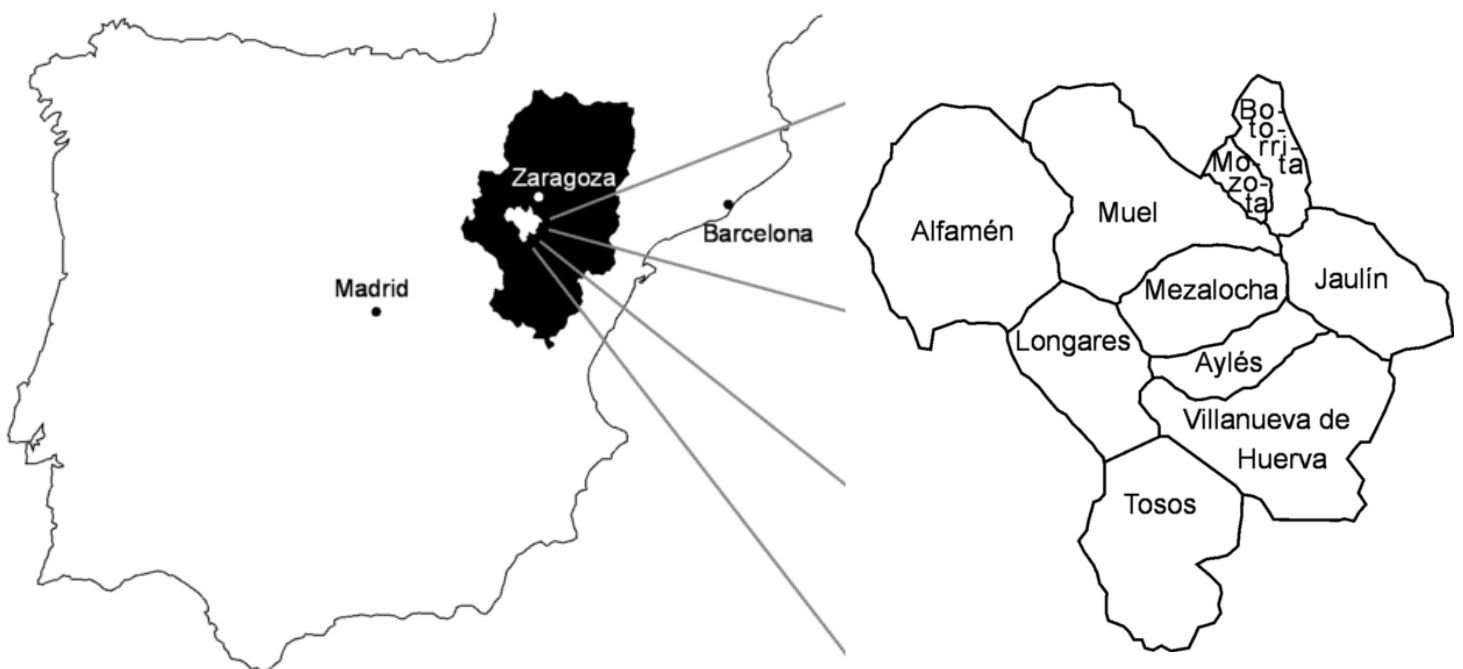 Zaragoza
Barcelona
Madrid
Bo-
to-
rri-
ta
Mo-
zo-
ta
Alfamén
Muel
Jaulín
Mezalocha
Longares
Aylés
Villanueva de
Huerva
Tosos